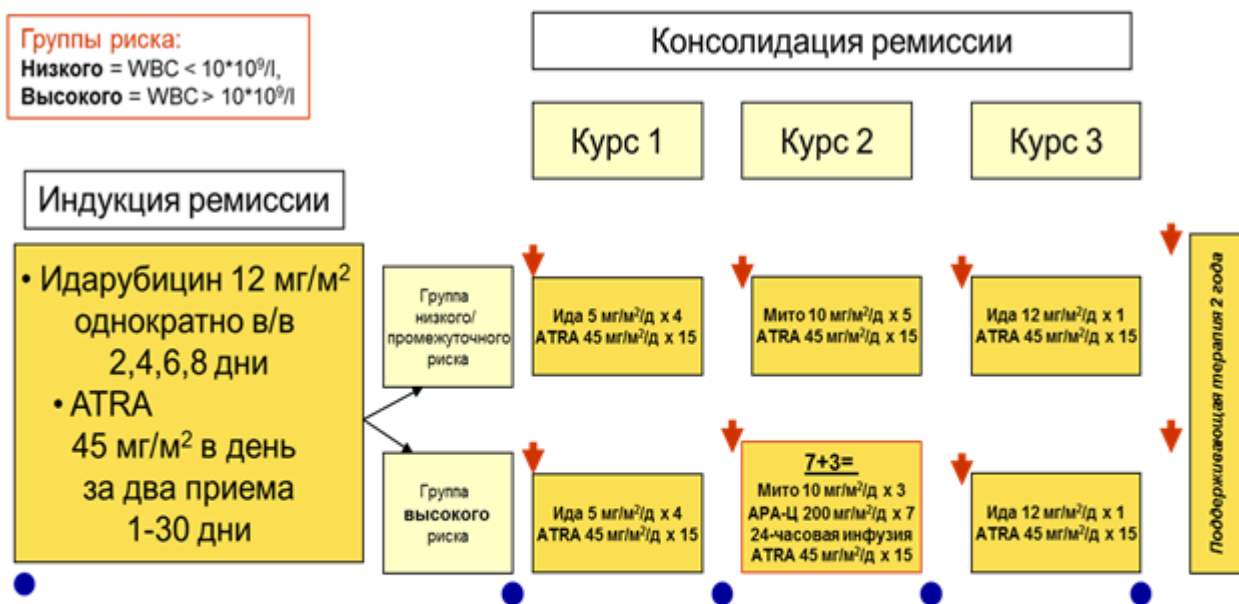 Группы риска:
Низкого = WBC < 10*10⁹/l,
Высокого = WBC > 10*10⁹/l
Консолидация ремиссии
Курс 1
Курс 2
Курс 3
Индукция ремиссии
• Идарубицин 12 мг/м²
однократно в/в
2,4,6,8 дни
• ATRA
45 мг/м² в день
за два приема
1-30 дни
Группа
низкого/
промежуточного
риска
Ида 5 мг/м²/д x 4
ATRA 45 мг/м²/д x 15
Мито 10 мг/м²/д x 5
ATRA 45 мг/м²/д x 15
Ида 12 мг/м²/д x 1
ATRA 45 мг/м²/д x 15
Группа
высокого
риска
Ида 5 мг/м²/д x 4
ATRA 45 мг/м²/д x 15
7+3=
Мито 10 мг/м²/д x 3
АРА-Ц 200 мг/м²/д x 7
24-часовая инфузия
ATRA 45 мг/м²/д x 15
Ида 12 мг/м²/д x 1
ATRA 45 мг/м²/д x 15
Поддерживающая терапия 2 года